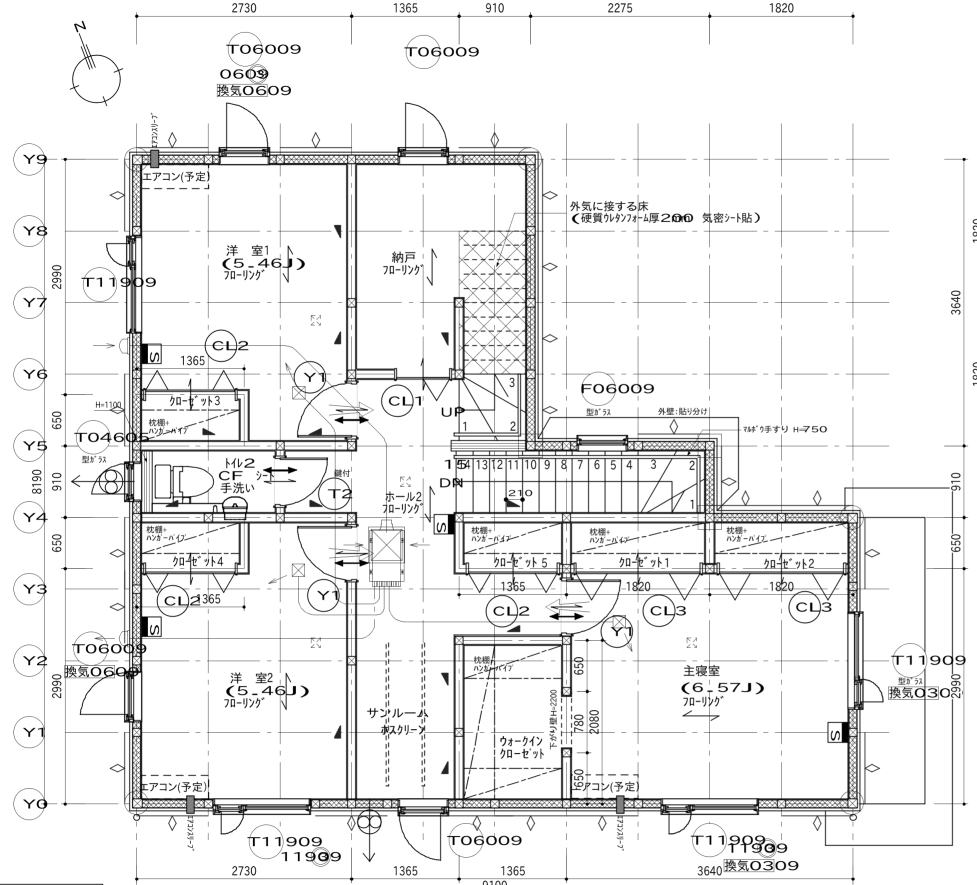 2730
1365
910
2275
1820
N
T06009
T06009
0609
換気0609
エアコンスリーブ
Y9
エアコン(予定)
外気に接する床
(硬質ウレタンフォーム厚200 気密シート貼)
Y8
洋 室1
(5.46J)
フローリング
納戸
フローリング
1820
2990
T11909
3640
Y7
S
CL2
1365
Y6
Y1
CL1
3
UP
1
2
F06009
型ガラス
外壁:貼り分け
1820
クローゼット3
H=1100
枕棚+
ハンガーパイプ
650
マルボウ手すり H=750
T04605
型ガラス
Y5
トイレ2
CF シート
手洗い
鍵付
T2
14 13 12 11 10 9 8 7 6 5 4 3 2
DN
1
210
ホール2
フローリング
8190
910
910
Y4
S
枕棚+
ハンガーパイプ
枕棚+
ハンガーパイプ
枕棚+
ハンガーパイプ
枕棚+
ハンガーパイプ
650
650
クローゼット4
クローゼット 5
クローゼット1
クローゼット2
Y3
CL2
1365
Y1
1365
1820
1820
CL2
CL3
CL3
S
Y1
T06009
換気0609
Y2
枕棚+
ハンガーパイプ
650
主寝室
(6.57J)
フローリング
T11909
型ガラス
換気030
2990
2990
洋 室2
(5.46J)
フローリング
サンルーム
ホスクリーン
下がり壁H=2200
780
2080
S
Y1
ウォークイン
クローゼット
650
エアコン(予定)
エアコン(予定)
Y0
エアコンスリーブ
エアコンスリーブ
T11909
11909
T06009
T11909
11909
換気0309
2730
1365
1365
3640
9100